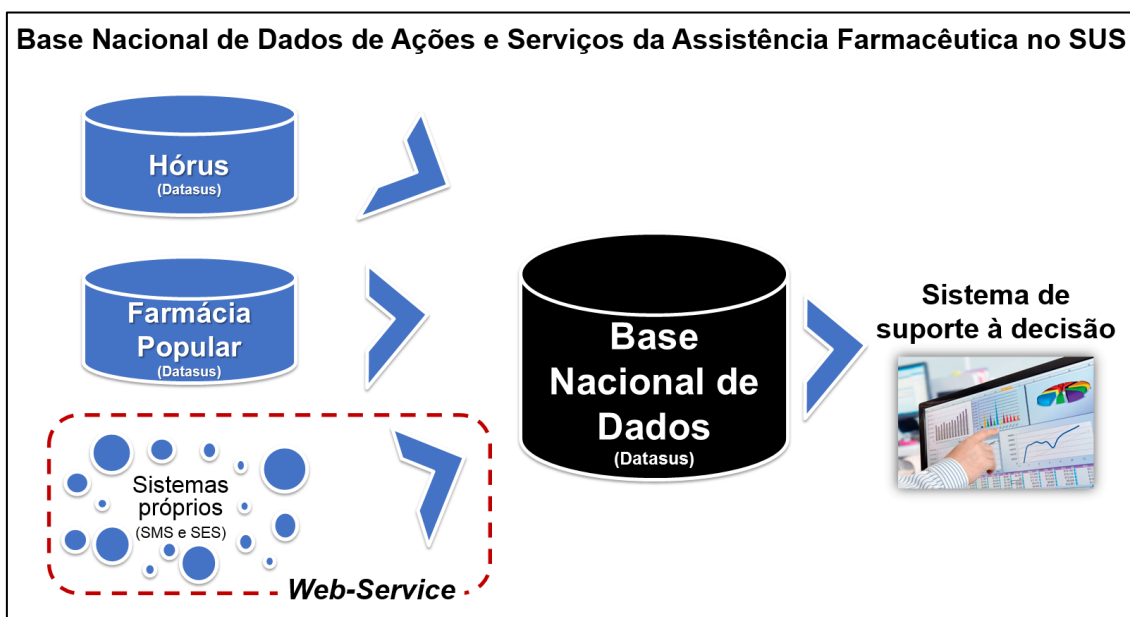 Base Nacional de Dados de Ações e Serviços da Assistência Farmacêutica no SUS
Hórus
(Datasus)
Farmácia
Popular
(Datasus)
Sistemas
próprios
(SMS e SES)
Web-Service
Base
Nacional de
Dados
(Datasus)
Sistema de
suporte à decisão